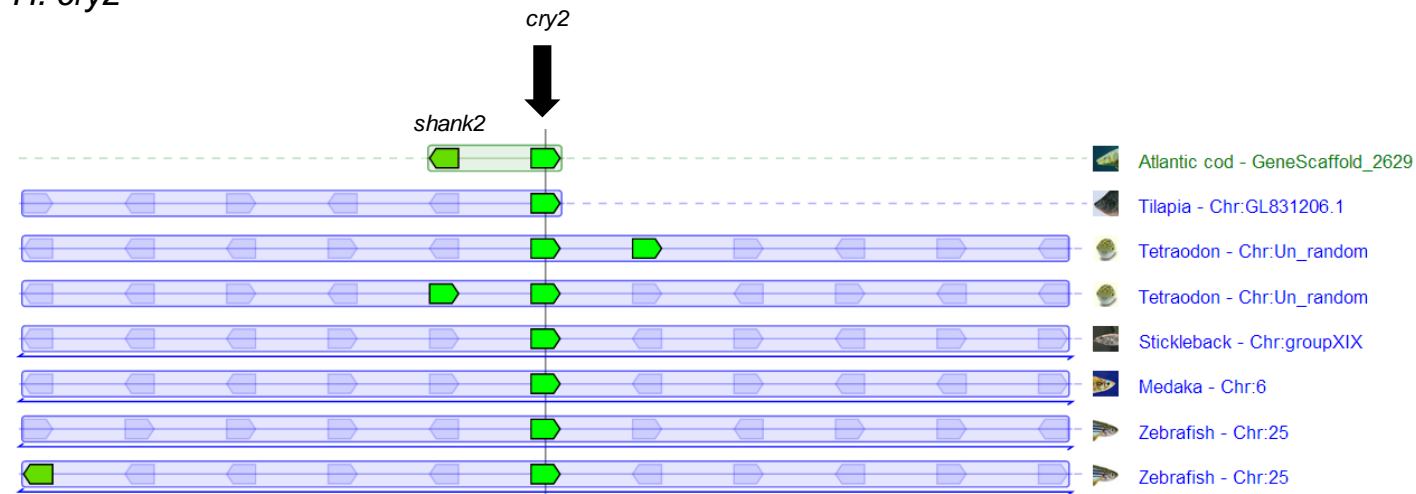 cry2
shank2
Atlantic cod - GeneScaffold_2629
Tilapia - Chr:GL831206.1
Tetraodon - Chr:Un_random
Tetraodon - Chr:Un_random
Stickleback - Chr:groupXIX
Medaka - Chr:6
Zebrafish - Chr:25
Zebrafish - Chr:25